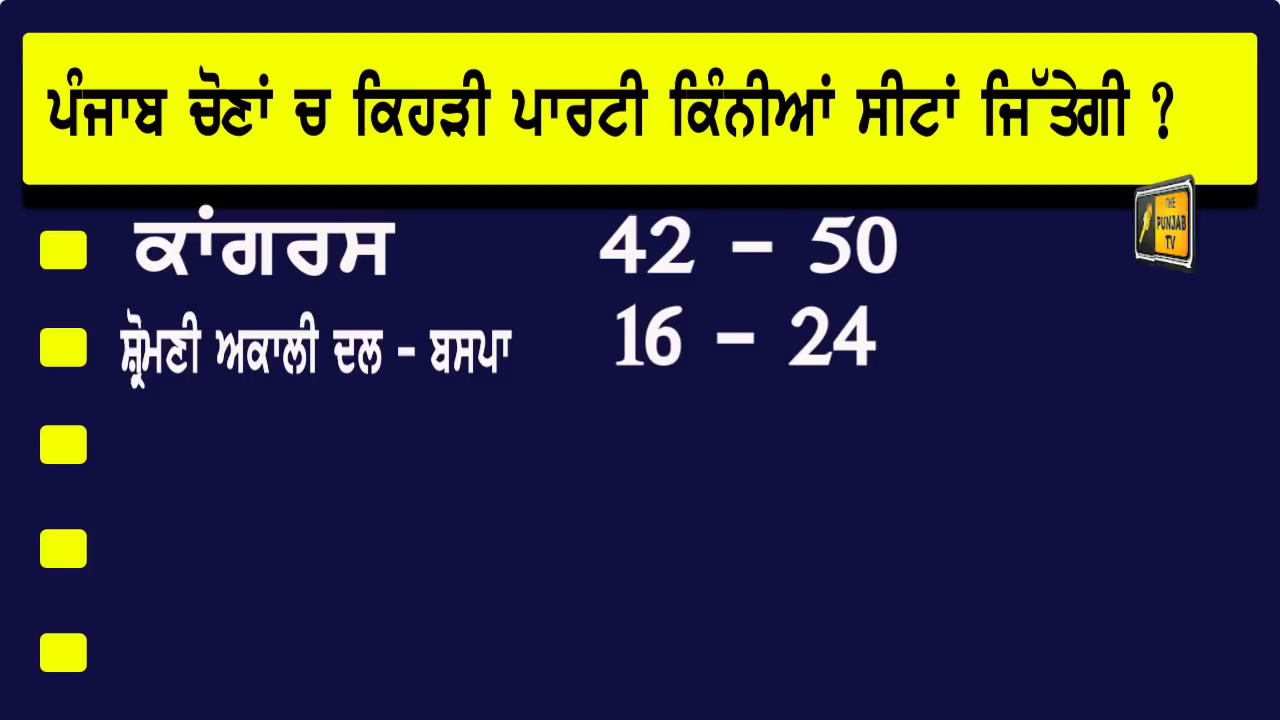 ਪੰਜਾਬ ਚੋਣਾਂ ਚ ਕਿਹੜੀ ਪਾਰਟੀ ਕਿੰਨੀਆਂ ਸੀਟਾਂ ਜਿੱਤੇਗੀ ?
THE
PUNJAB
TV
ਕਾਂਗਰਸ 42 - 50
ਸ਼੍ਰੋਮਣੀ ਅਕਾਲੀ ਦਲ - ਬਸਪਾ 16 - 24